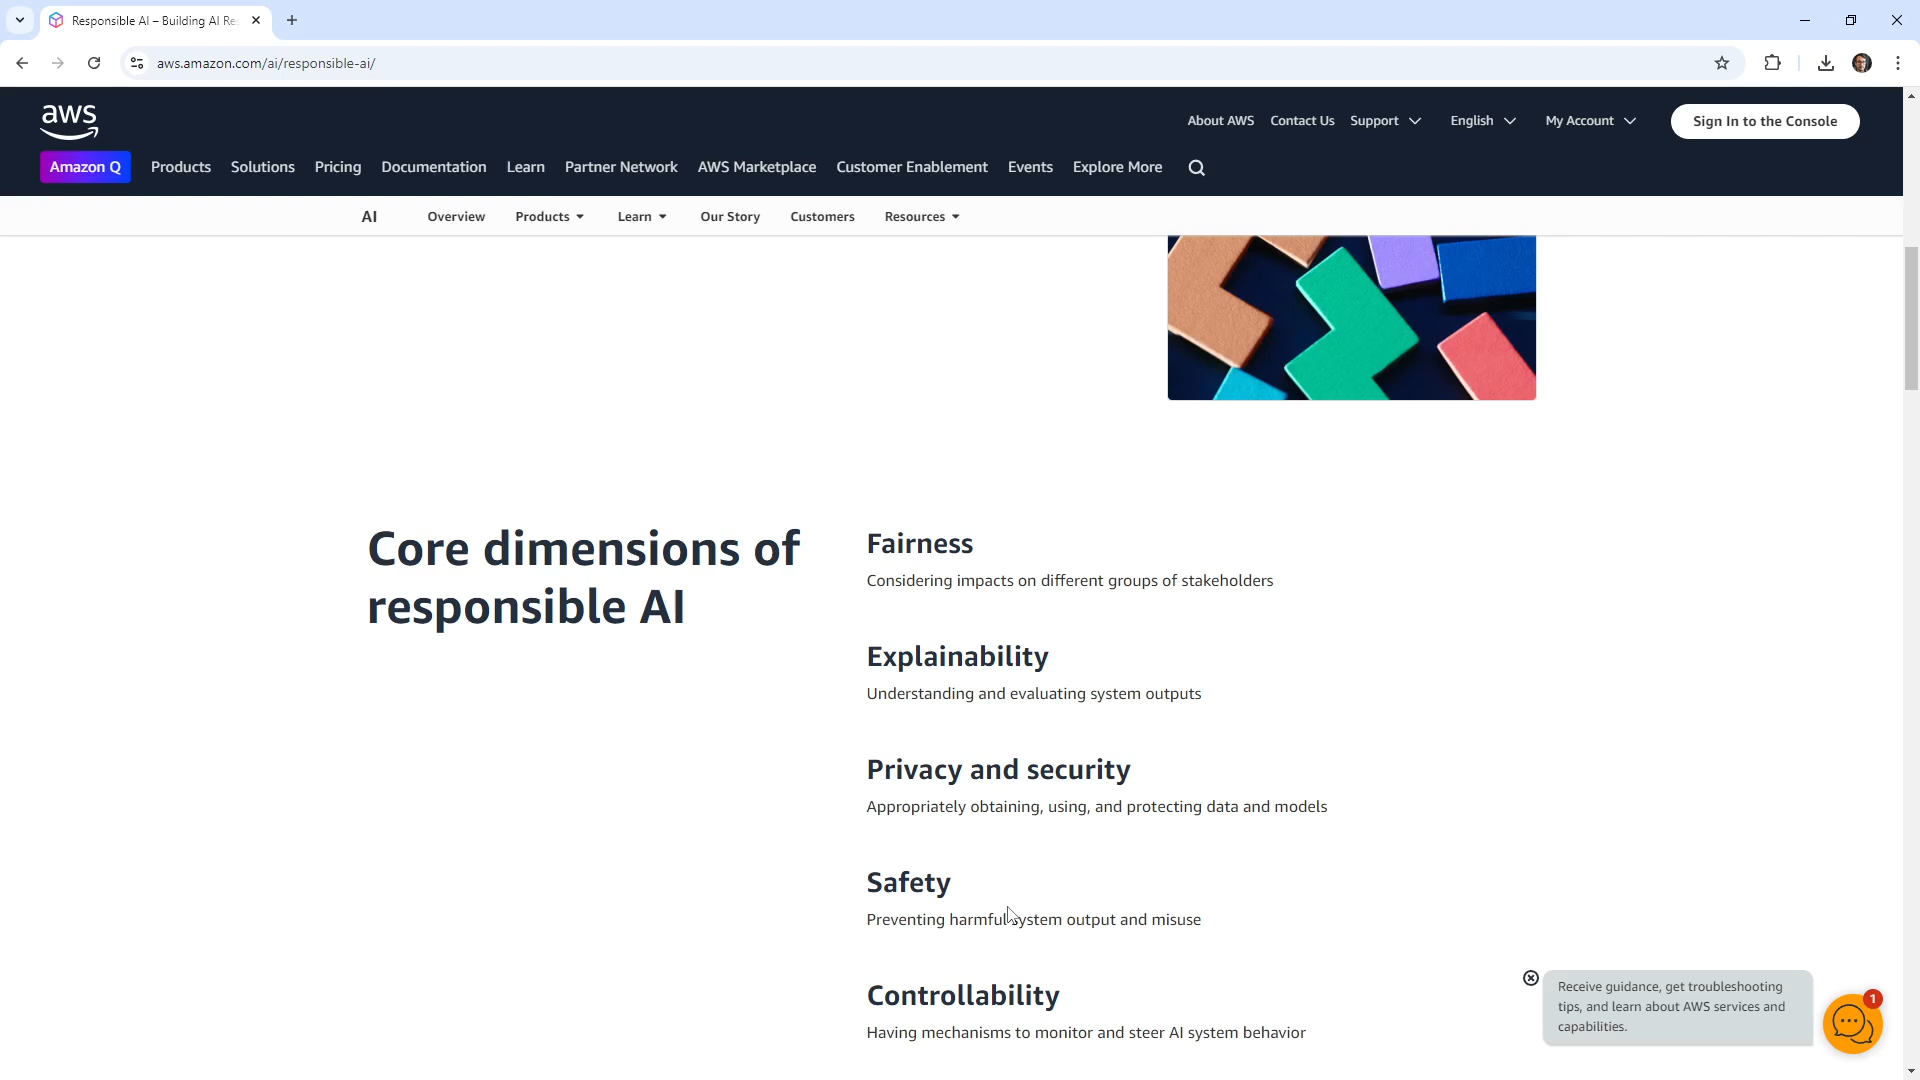 Responsible AI – Building AI Re
aws.amazon.com/ai/responsible-ai/
aws
About AWS Contact Us Support English My Account Sign In to the Console
Amazon Q Products Solutions Pricing Documentation Learn Partner Network AWS Marketplace Customer Enablement Events Explore More
AI Overview Products Learn Our Story Customers Resources
Core dimensions of
responsible AI
Fairness
Considering impacts on different groups of stakeholders
Explainability
Understanding and evaluating system outputs
Privacy and security
Appropriately obtaining, using, and protecting data and models
Safety
Preventing harmful system output and misuse
Controllability
Having mechanisms to monitor and steer AI system behavior
Receive guidance, get troubleshooting
tips, and learn about AWS services and
capabilities.
1